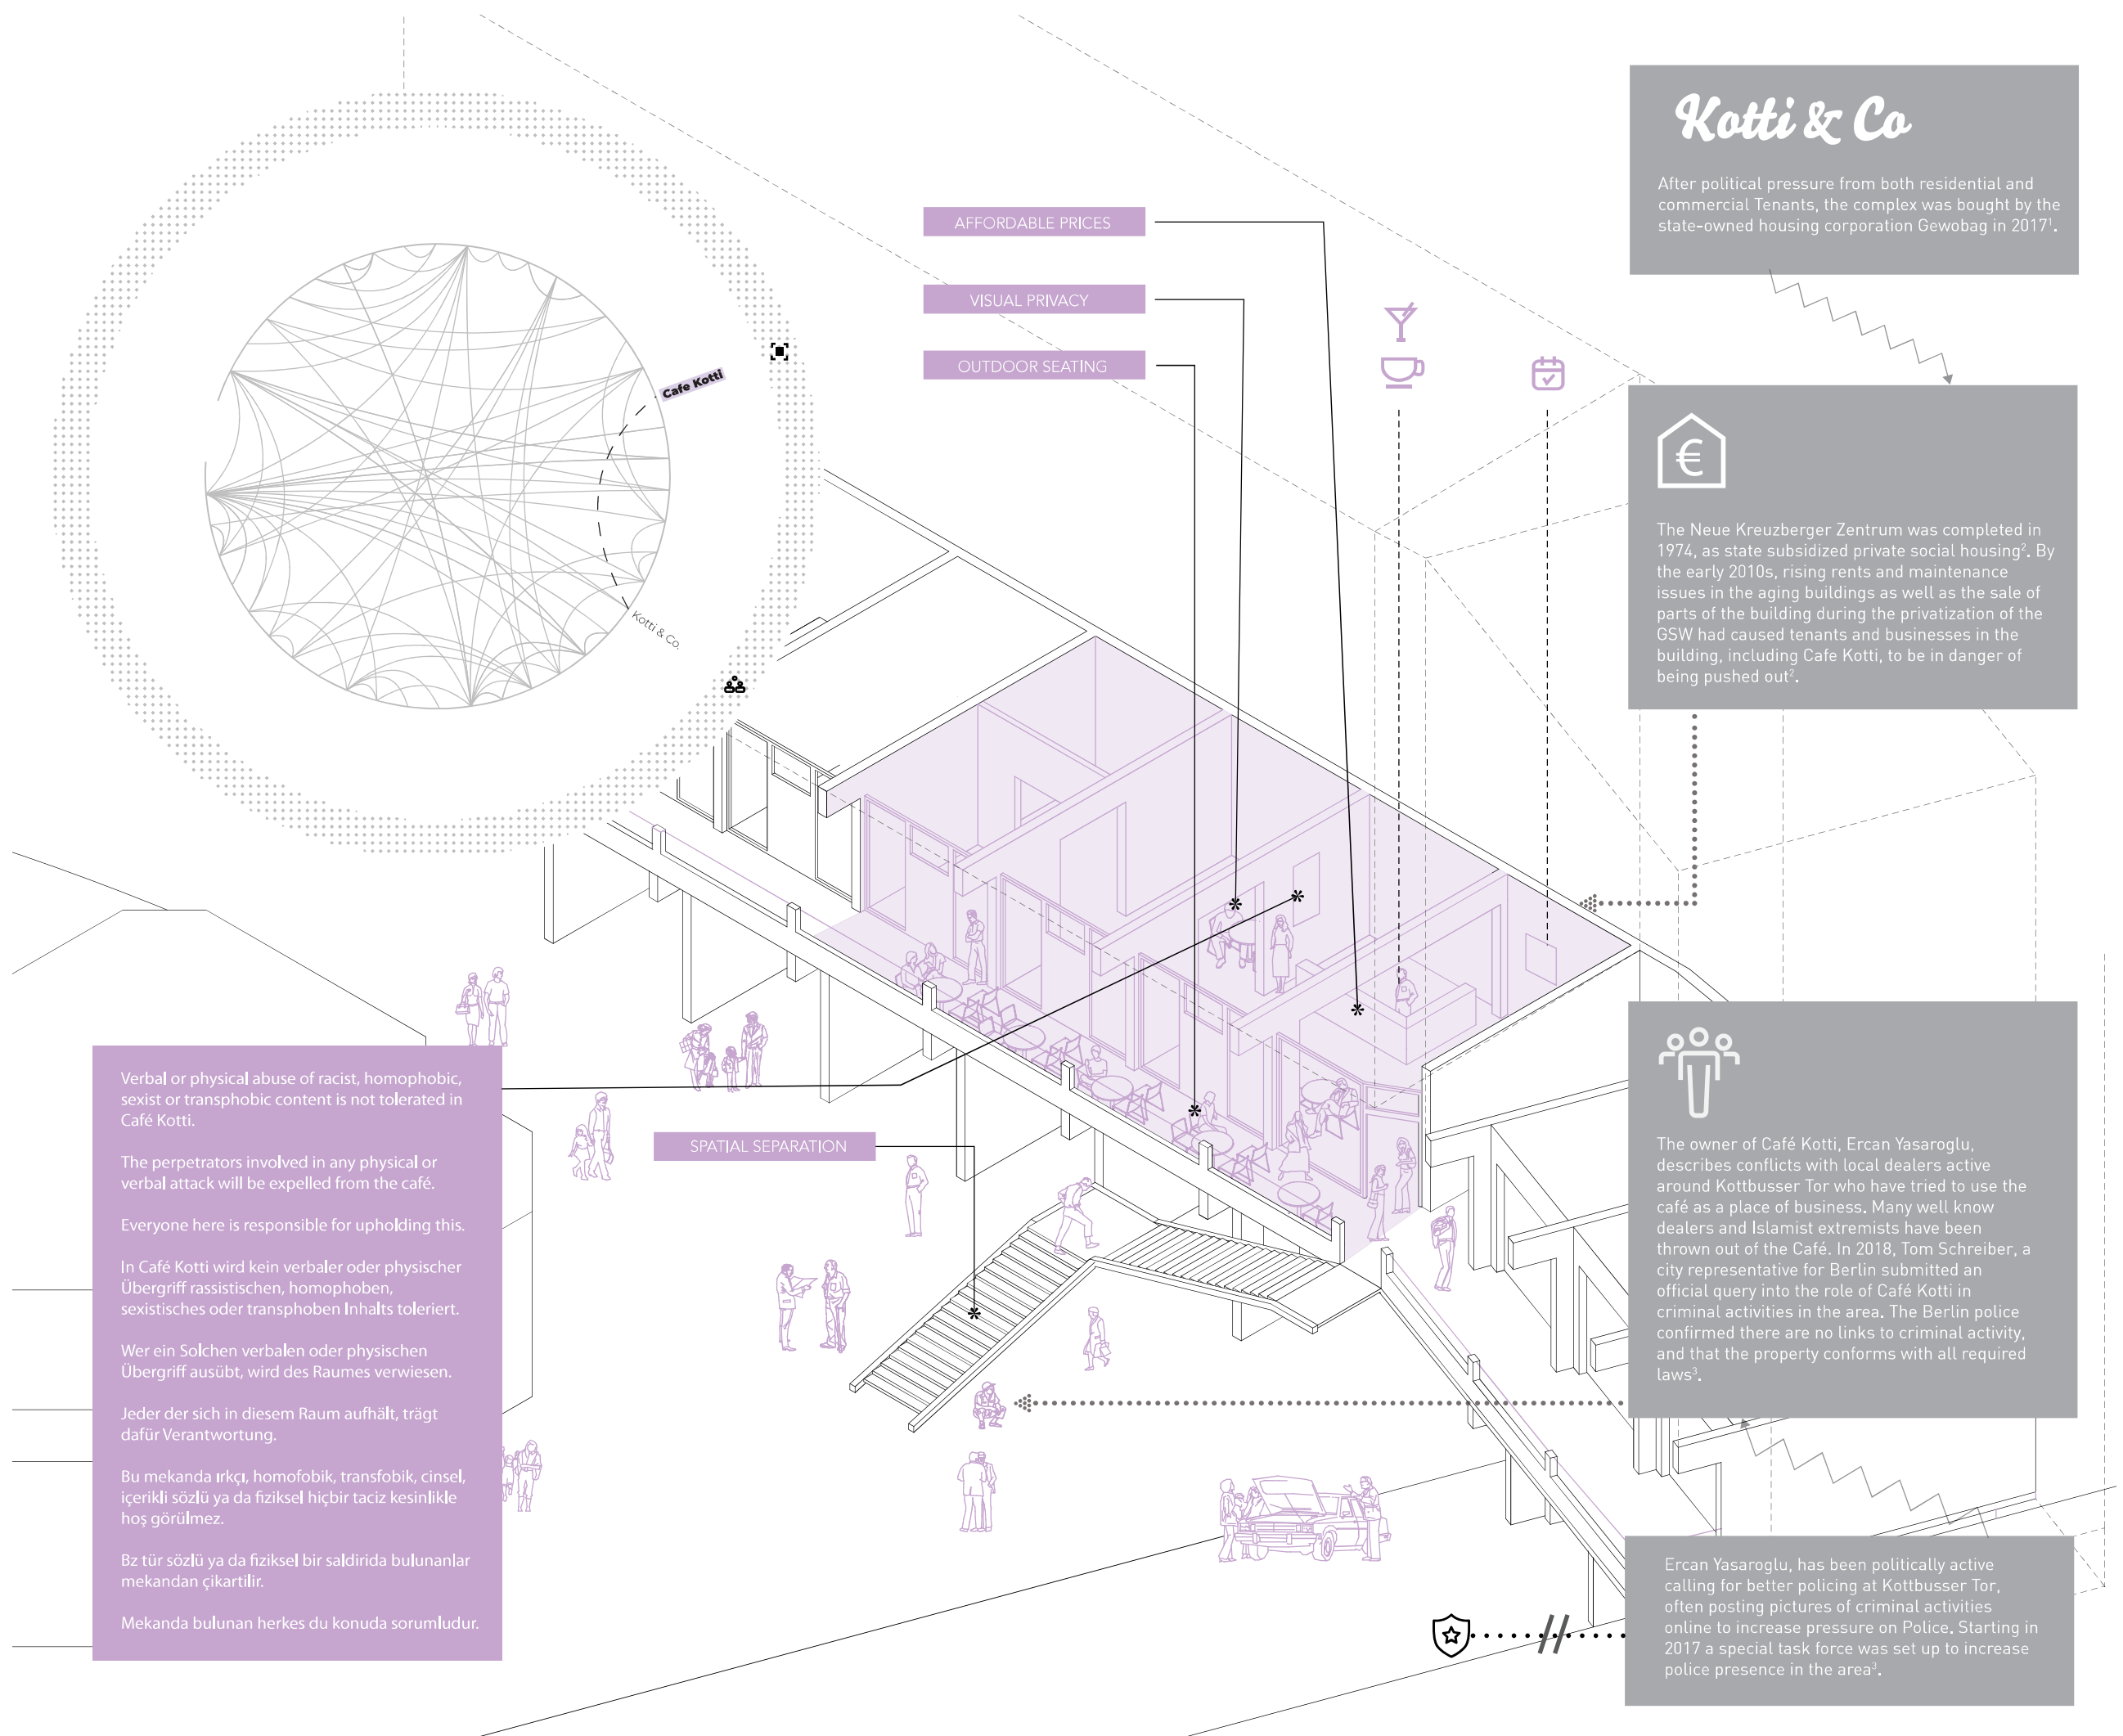 Cafe Kotti
Kotti & Co.
AFFORDABLE PRICES
VISUAL PRIVACY
OUTDOOR SEATING
SPATIAL SEPARATION
Verbal or physical abuse of racist, homophobic,
sexist or transphobic content is not tolerated in
Café Kotti.
The perpetrators involved in any physical or
verbal attack will be expelled from the café.
Everyone here is responsible for upholding this.
In Café Kotti wird kein verbaler oder physischer
Übergriff rassistischen, homophoben,
sexistisches oder transphoben Inhalts toleriert.
Wer ein Solchen verbalen oder physischen
Übergriff ausübt, wird des Raumes verwiesen.
Jeder der sich in diesem Raum aufhält, trägt
dafür Verantwortung.
Bu mekanda ırkçı, homofobik, transfobik, cinsel,
içerikli sözlü ya da fiziksel hiçbir taciz kesinlikle
hoş görülmez.
Bz tür sözlü ya da fiziksel bir saldirida bulunanlar
mekandan çikartilir.
Mekanda bulunan herkes du konuda sorumludur.
Kotti & Co
After political pressure from both residential and
commercial Tenants, the complex was bought by the
state-owned housing corporation Gewobag in 2017¹.
€
The Neue Kreuzberger Zentrum was completed in
1974, as state subsidized private social housing². By
the early 2010s, rising rents and maintenance
issues in the aging buildings as well as the sale of
parts of the building during the privatization of the
GSW had caused tenants and businesses in the
building, including Cafe Kotti, to be in danger of
being pushed out².
The owner of Café Kotti, Ercan Yasaroglu,
describes conflicts with local dealers active
around Kottbusser Tor who have tried to use the
café as a place of business. Many well know
dealers and Islamist extremists have been
thrown out of the Café. In 2018, Tom Schreiber, a
city representative for Berlin submitted an
official query into the role of Café Kotti in
criminal activities in the area. The Berlin police
confirmed there are no links to criminal activity,
and that the property conforms with all required
laws³.
Ercan Yasaroglu, has been politically active
calling for better policing at Kottbusser Tor,
often posting pictures of criminal activities
online to increase pressure on Police. Starting in
2017 a special task force was set up to increase
police presence in the area³.